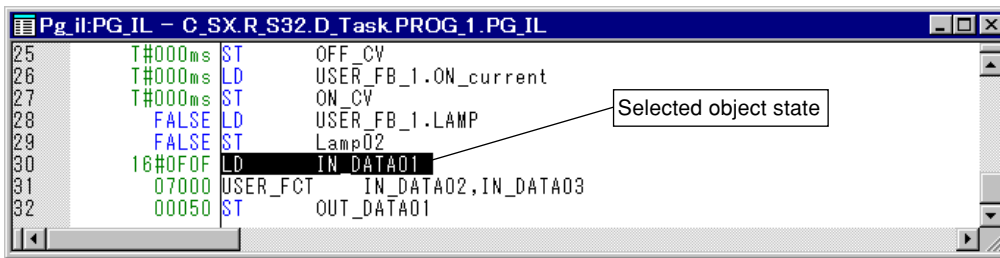 Pg_il:PG_IL - C_SX.R_S32.D_Task.PROG_1.PG_IL
25 T#000ms ST OFF_CV
26 T#000ms LD USER_FB_1.ON_current
27 T#000ms ST ON_CV
28 FALSE LD USER_FB_1.LAMP
29 FALSE ST Lamp02
30 16#0F0F LD IN_DATA01
31 07000 USER_FCT IN_DATA02,IN_DATA03
32 00050 ST OUT_DATA01
Selected object state